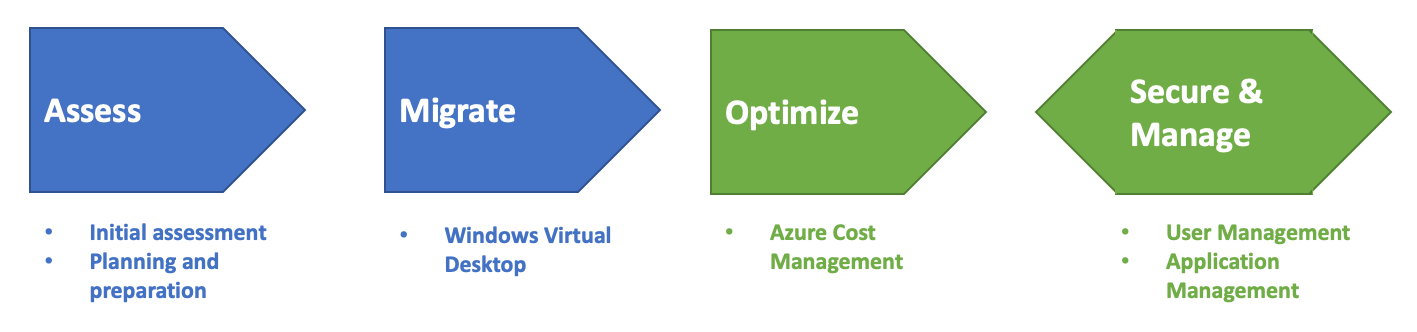 Assess
• Initial assessment
• Planning and
preparation
Migrate
• Windows Virtual
Desktop
Optimize
• Azure Cost
Management
Secure &
Manage
• User Management
• Application
Management